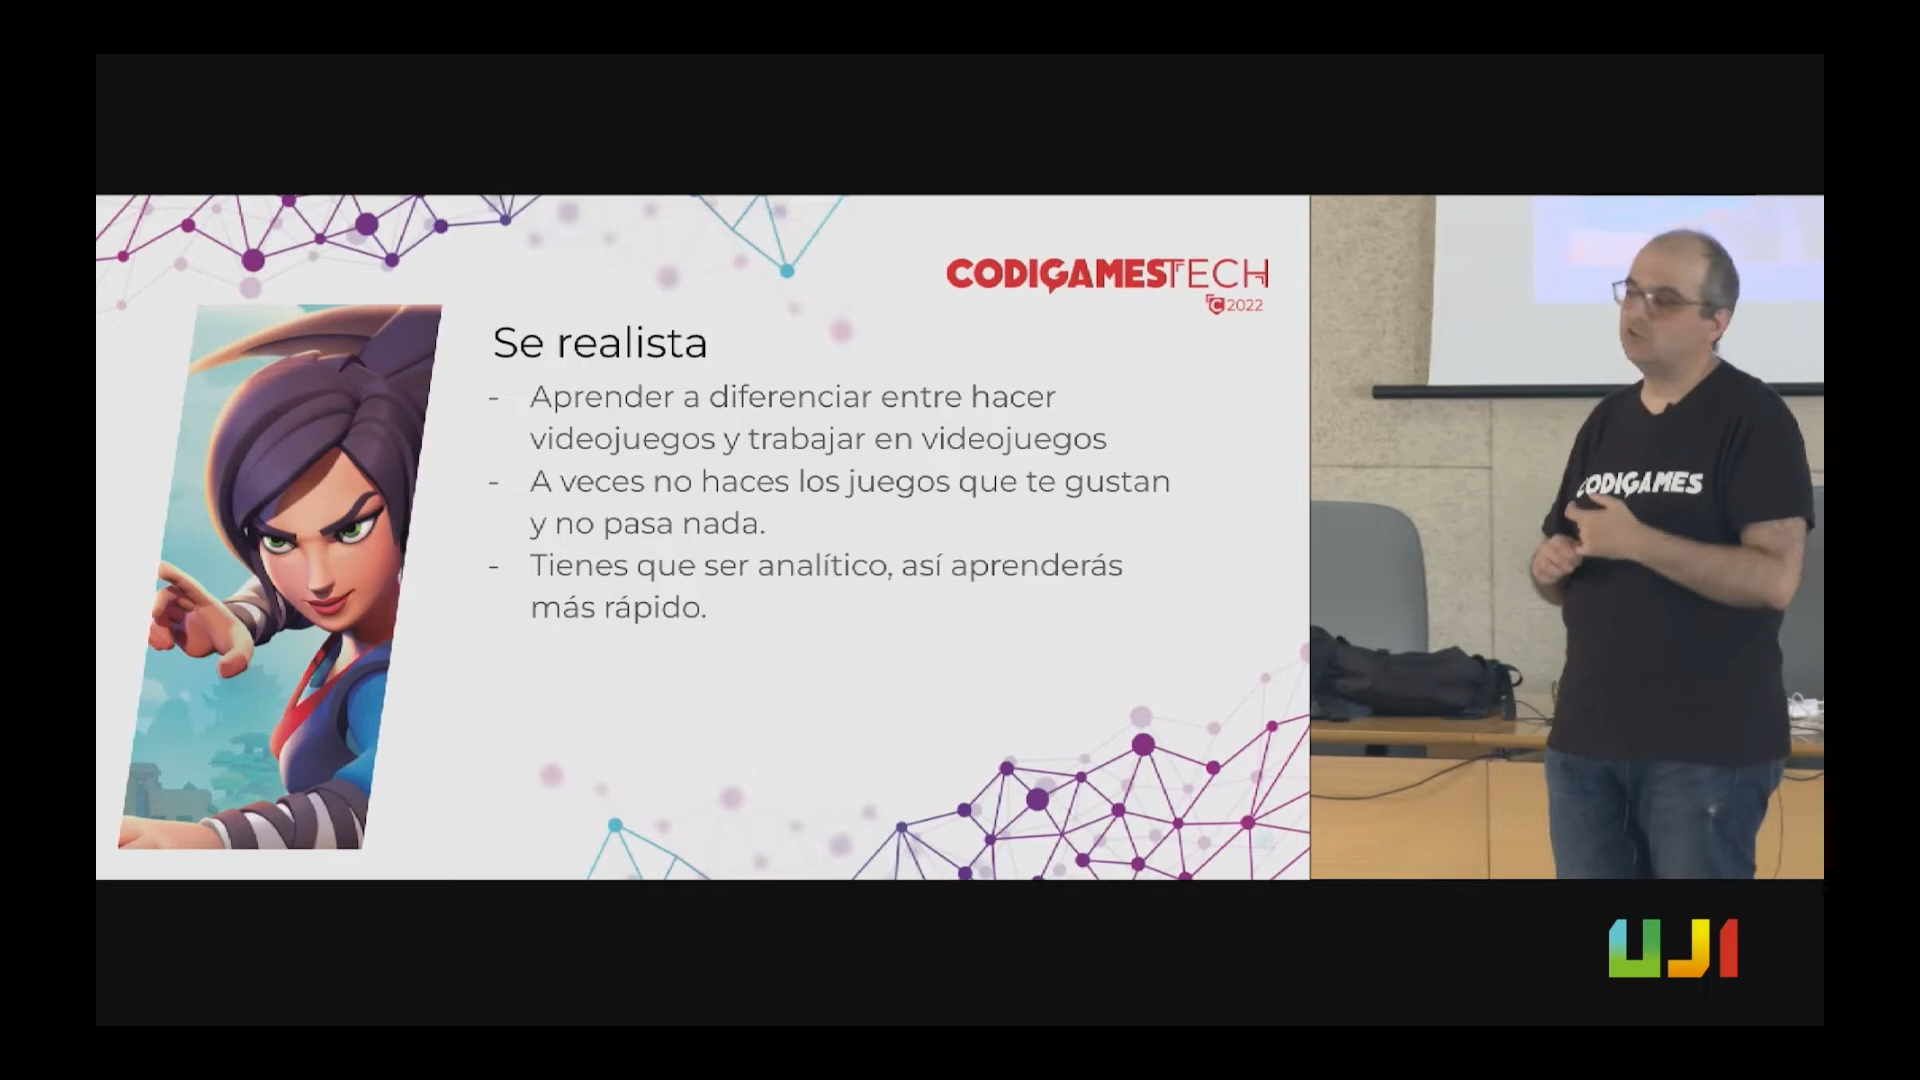 CODIGAMESTECH
C 2022
Se realista
- Aprender a diferenciar entre hacer
videojuegos y trabajar en videojuegos
- A veces no haces los juegos que te gustan
y no pasa nada.
- Tienes que ser analítico, así aprenderás
más rápido.
CODIGAMES
UJI